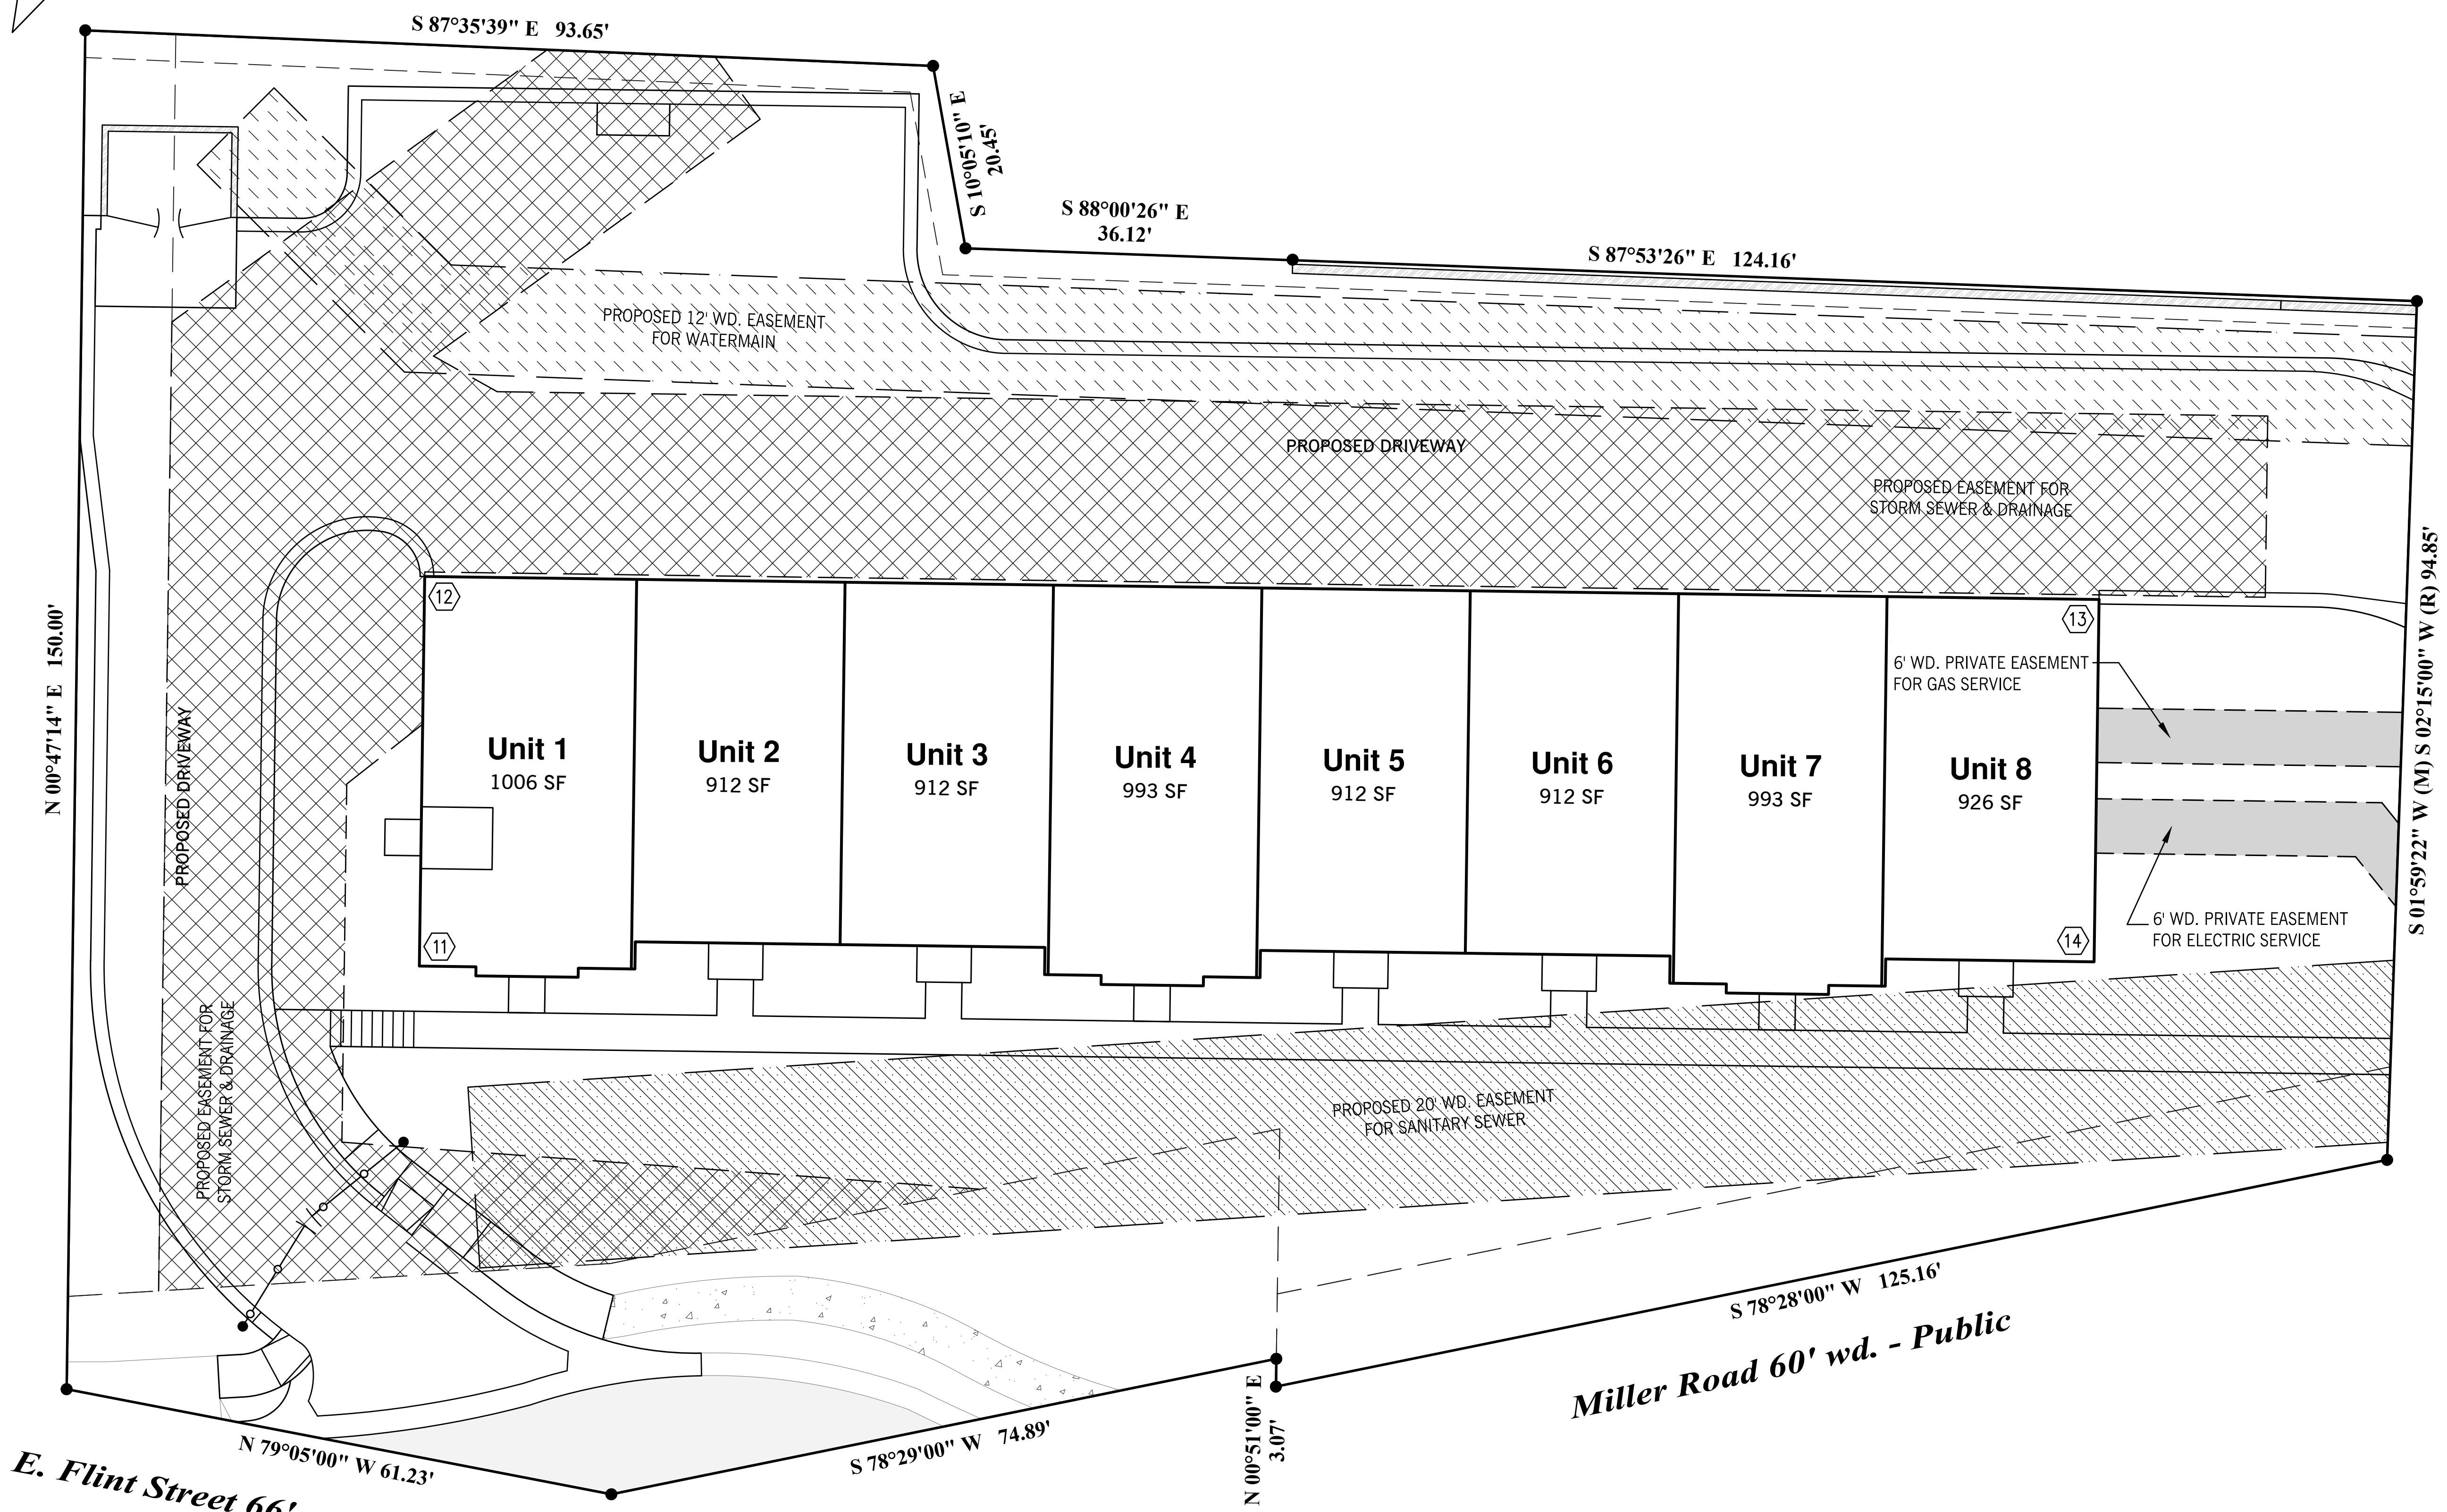 S 87°35'39" E 93.65'
S 10°05'10" E
20.45'
S 88°00'26" E
36.12'
S 87°53'26" E 124.16'
PROPOSED 12' WD. EASEMENT
FOR WATERMAIN
PROPOSED DRIVEWAY
PROPOSED EASEMENT FOR
STORM SEWER & DRAINAGE
N 00°47'14" E 150.00'
PROPOSED DRIVEWAY
12
13
6' WD. PRIVATE EASEMENT
FOR GAS SERVICE
S 01°59'22" W (M) S 02°15'00" W (R) 94.85'
Unit 1
1006 SF
Unit 2
912 SF
Unit 3
912 SF
Unit 4
993 SF
Unit 5
912 SF
Unit 6
912 SF
Unit 7
993 SF
Unit 8
926 SF
11
14
6' WD. PRIVATE EASEMENT
FOR ELECTRIC SERVICE
PROPOSED EASEMENT FOR
STORM SEWER & DRAINAGE
PROPOSED 20' WD. EASEMENT
FOR SANITARY SEWER
S 78°28'00" W 125.16'
Miller Road 60' wd. - Public
N 00°51'00" E
3.07'
S 78°29'00" W 74.89'
N 79°05'00" W 61.23'
E. Flint Street 66'